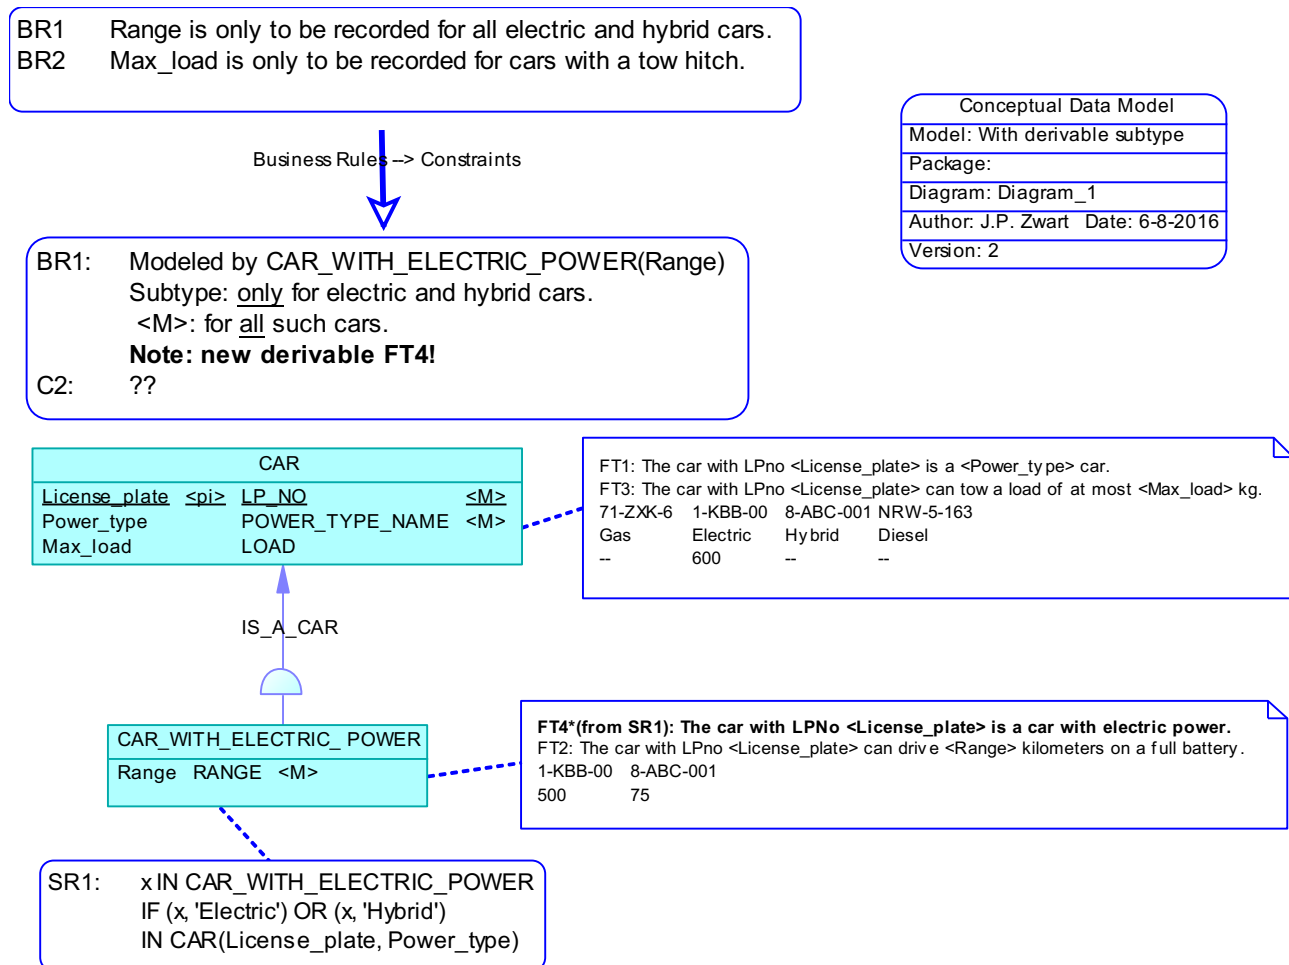 BR1 Range is only to be recorded for all electric and hybrid cars.
BR2 Max_load is only to be recorded for cars with a tow hitch.
Conceptual Data Model
Model: With derivable subtype
Package:
Diagram: Diagram_1
Author: J.P. Zwart Date: 6-8-2016
Version: 2
Business Rules --> Constraints
BR1: Modeled by CAR_WITH_ELECTRIC_POWER(Range)
Subtype: only for electric and hybrid cars.
<M>: for all such cars.
Note: new derivable FT4!
C2: ??
CAR
License_plate <pi> LP_NO <M>
Power_type POWER_TYPE_NAME <M>
Max_load LOAD
FT1: The car with LPno <License_plate> is a <Power_type> car.
FT3: The car with LPno <License_plate> can tow a load of at most <Max_load> kg.
71-ZXK-6 1-KBB-00 8-ABC-001 NRW-5-163
Gas Electric Hybrid Diesel
-- 600 -- --
IS_A_CAR
CAR_WITH_ELECTRIC_ POWER
Range RANGE <M>
FT4*(from SR1): The car with LPNo <License_plate> is a car with electric power.
FT2: The car with LPno <License_plate> can drive <Range> kilometers on a full battery.
1-KBB-00 8-ABC-001
500 75
SR1: x IN CAR_WITH_ELECTRIC_POWER
IF (x, 'Electric') OR (x, 'Hybrid')
IN CAR(License_plate, Power_type)